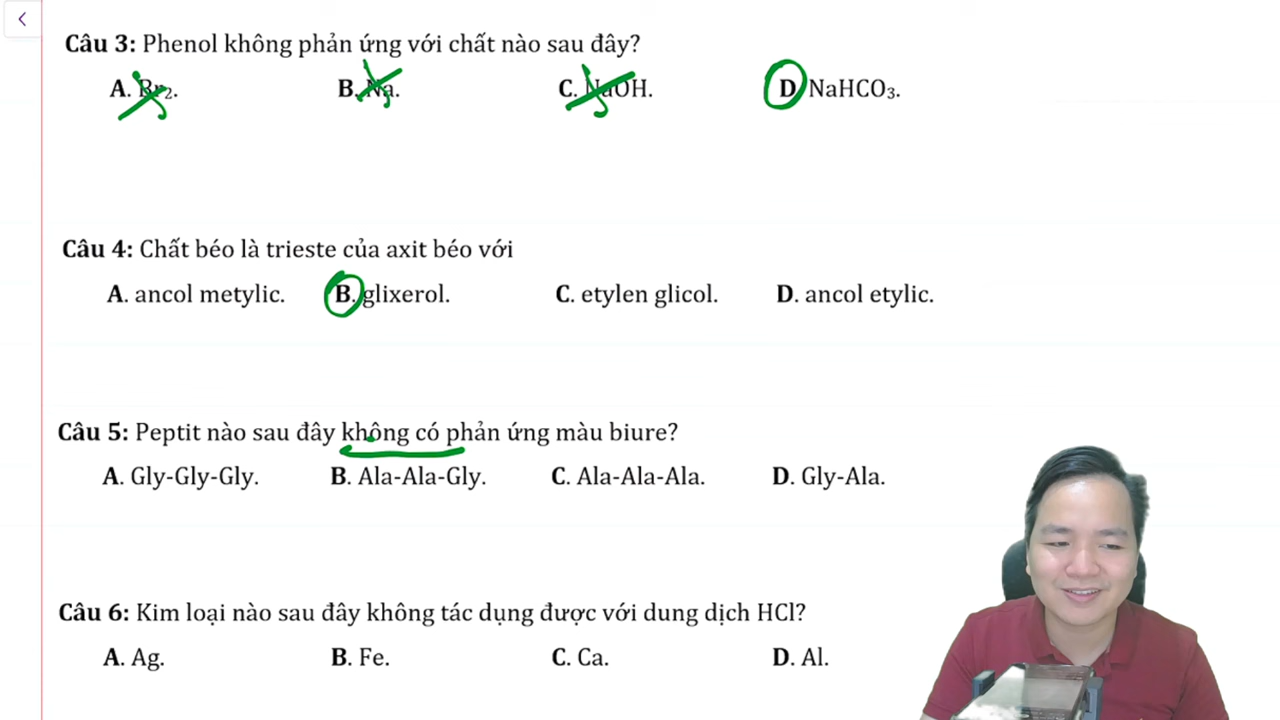 Câu 3: Phenol không phản ứng với chất nào sau đây?
A. Br₂. B. Na. C. NaOH. D. NaHCO₃.
Câu 4: Chất béo là trieste của axit béo với
A. ancol metylic. B. glixerol. C. etylen glicol. D. ancol etylic.
Câu 5: Peptit nào sau đây không có phản ứng màu biure?
A. Gly-Gly-Gly. B. Ala-Ala-Gly. C. Ala-Ala-Ala. D. Gly-Ala.
Câu 6: Kim loại nào sau đây không tác dụng được với dung dịch HCl?
A. Ag. B. Fe. C. Ca. D. Al.